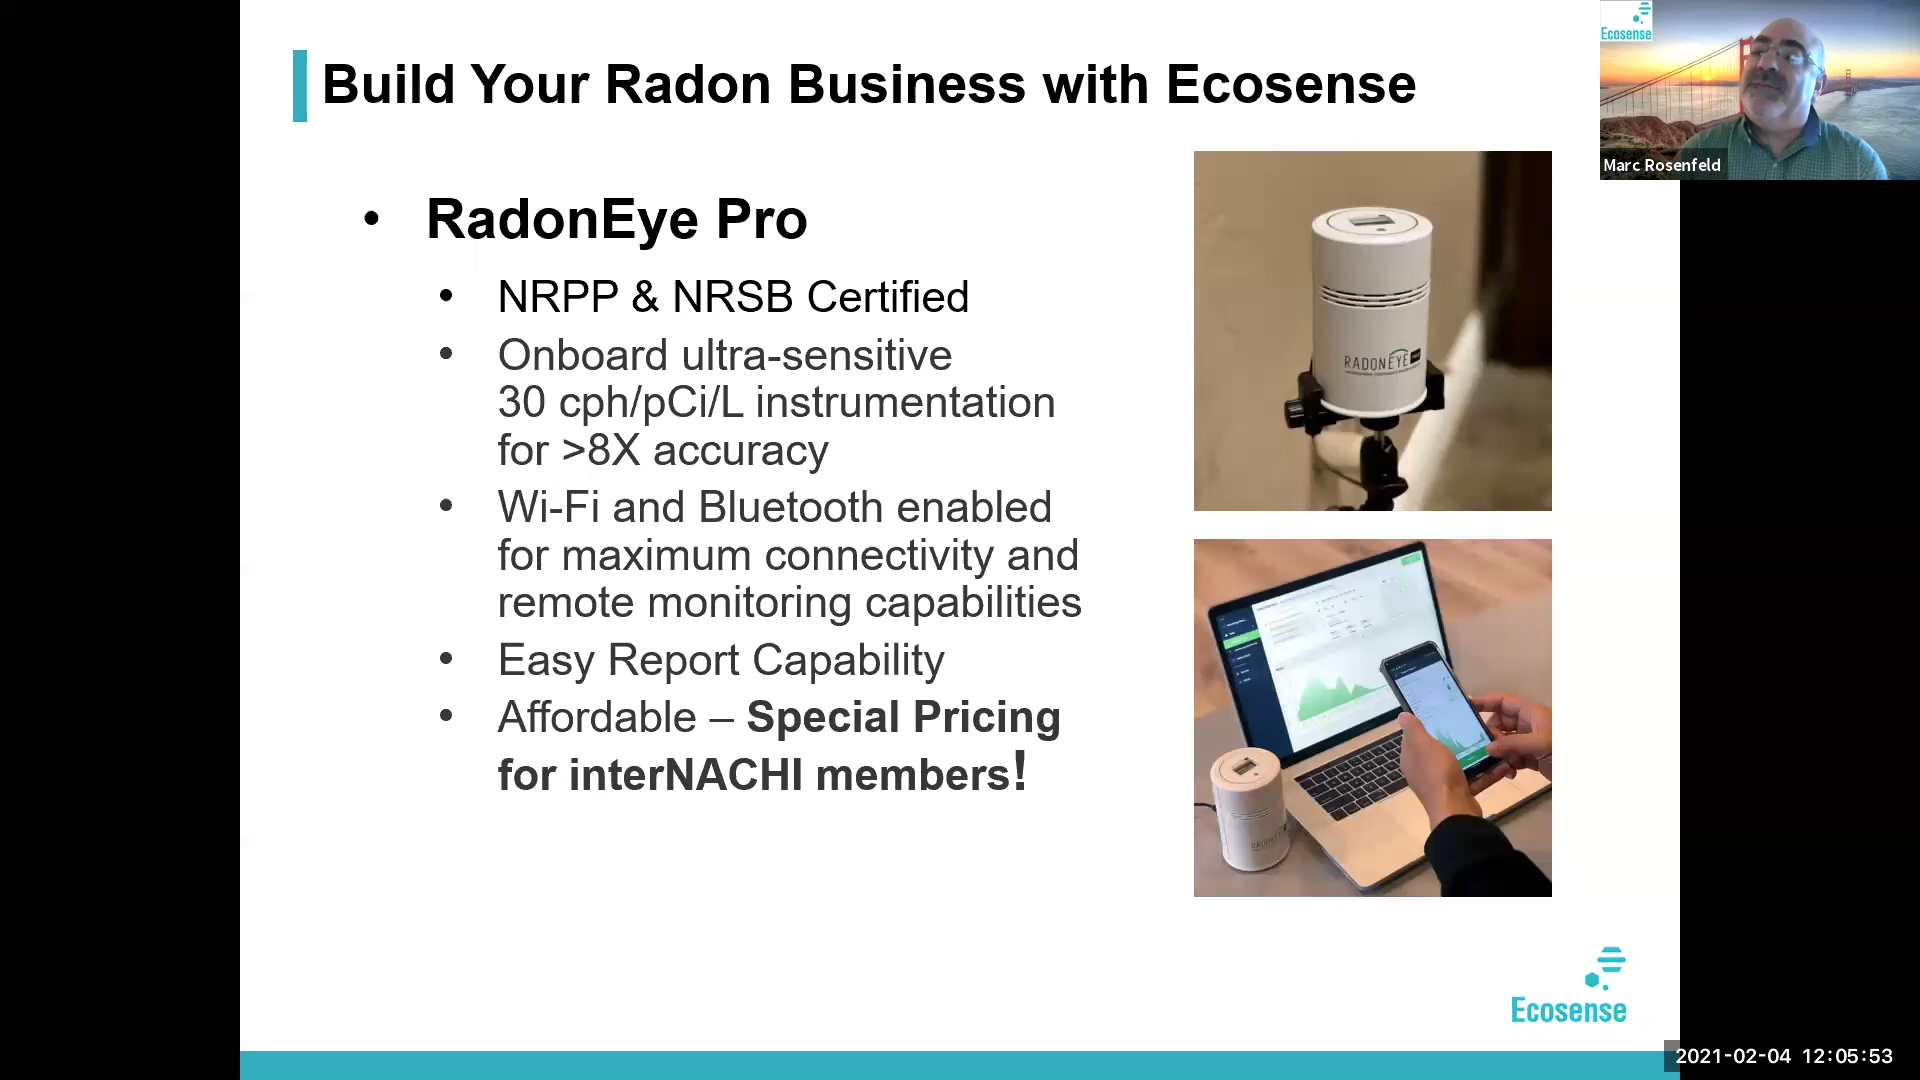 Build Your Radon Business with Ecosense
• RadonEye Pro
• NRPP & NRSB Certified
• Onboard ultra-sensitive
30 cph/pCi/L instrumentation
for >8X accuracy
• Wi-Fi and Bluetooth enabled
for maximum connectivity and
remote monitoring capabilities
• Easy Report Capability
• Affordable – Special Pricing
for interNACHI members!
RADONEYE
RADONEYE
Ecosense
Ecosense
Marc Rosenfeld
2021-02-04 12:05:53